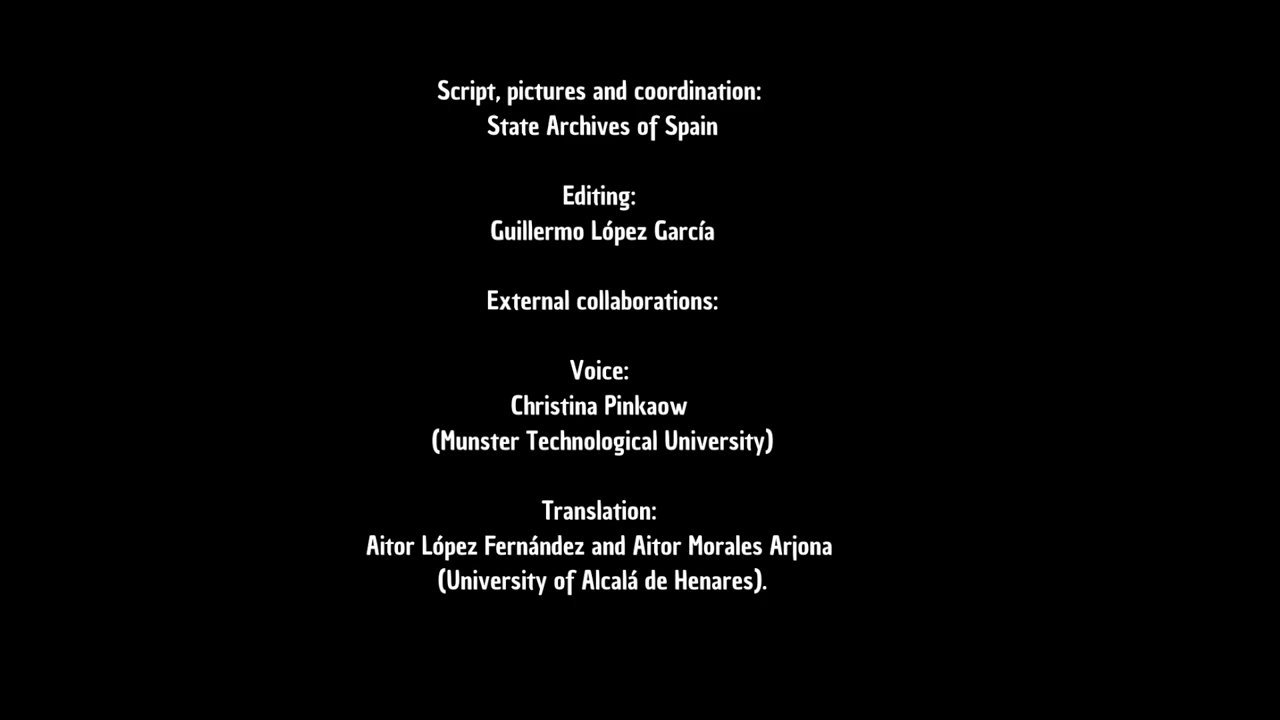 Script, pictures and coordination:
State Archives of Spain
Editing:
Guillermo López García
External collaborations:
Voice:
Christina Pinkaow
(Munster Technological University)
Translation:
Aitor López Fernández and Aitor Morales Arjona
(University of Alcalá de Henares).